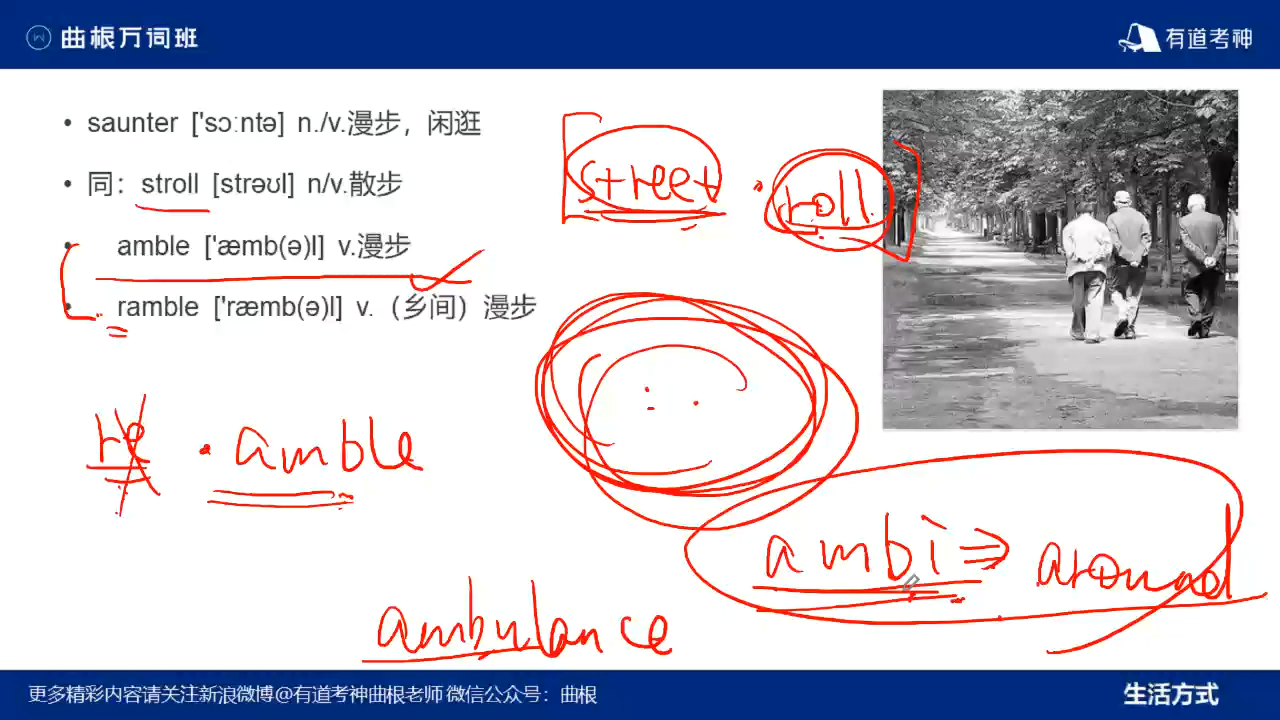 曲根万词班
有道考神
• saunter ['sɔːntə] n./v.漫步，闲逛
• 同：stroll [strəʊl] n/v.散步
• amble ['æmb(ə)l] v.漫步
• ramble ['ræmb(ə)l] v.（乡间）漫步
street · roll
re · amble
ambi ⇒ around
ambulance
更多精彩内容请关注新浪微博@有道考神曲根老师 微信公众号：曲根
生活方式